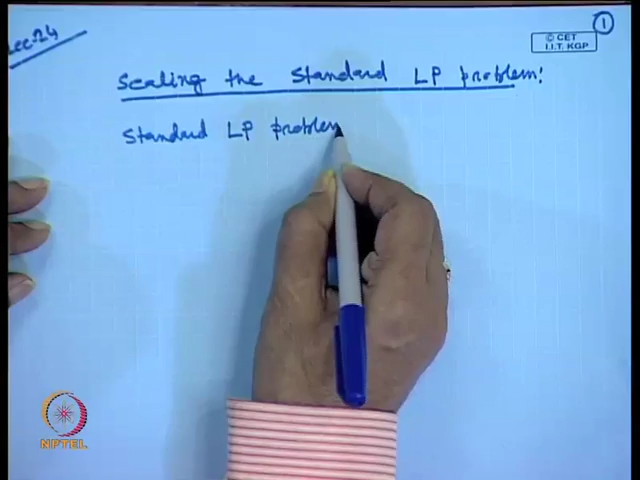 Lec-24
1
© CET
I.I.T. KGP
Scaling the Standard LP problem:
Standard LP problem
NPTEL